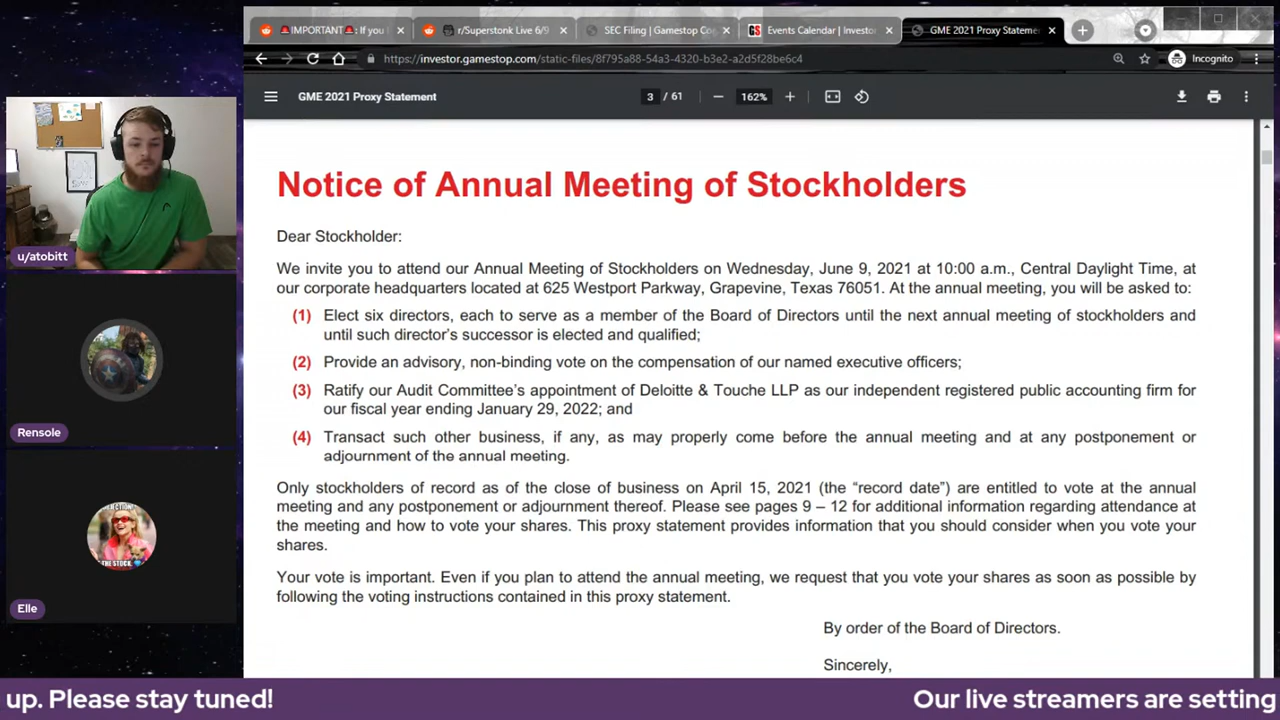 🚨IMPORTANT🚨: If you
r/Superstonk Live 6/9
SEC Filing | Gamestop Co
Events Calendar | Investo
GME 2021 Proxy Stateme
https://investor.gamestop.com/static-files/8f795a88-54a3-4320-b3e2-a2d5f28be6c4
Incognito
GME 2021 Proxy Statement
3 / 61
162%
Notice of Annual Meeting of Stockholders
Dear Stockholder:
We invite you to attend our Annual Meeting of Stockholders on Wednesday, June 9, 2021 at 10:00 a.m., Central Daylight Time, at
our corporate headquarters located at 625 Westport Parkway, Grapevine, Texas 76051. At the annual meeting, you will be asked to:
(1) Elect six directors, each to serve as a member of the Board of Directors until the next annual meeting of stockholders and
until such director's successor is elected and qualified;
(2) Provide an advisory, non-binding vote on the compensation of our named executive officers;
(3) Ratify our Audit Committee's appointment of Deloitte & Touche LLP as our independent registered public accounting firm for
our fiscal year ending January 29, 2022; and
(4) Transact such other business, if any, as may properly come before the annual meeting and at any postponement or
adjournment of the annual meeting.
Only stockholders of record as of the close of business on April 15, 2021 (the “record date”) are entitled to vote at the annual
meeting and any postponement or adjournment thereof. Please see pages 9 – 12 for additional information regarding attendance at
the meeting and how to vote your shares. This proxy statement provides information that you should consider when you vote your
shares.
Your vote is important. Even if you plan to attend the annual meeting, we request that you vote your shares as soon as possible by
following the voting instructions contained in this proxy statement.
By order of the Board of Directors.
Sincerely,
u/atobitt
Rensole
THE STOCK.
Elle
up. Please stay tuned!
Our live streamers are setting